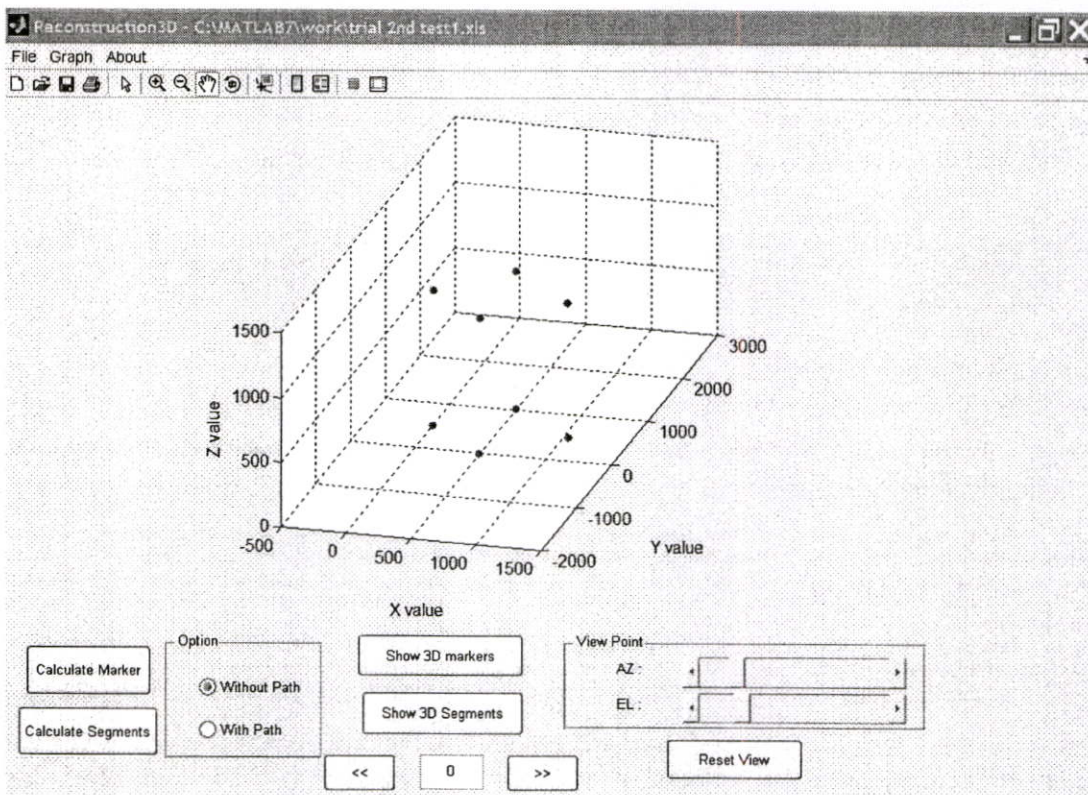 Reconstruction3D - C:\MATLAB7\work\trial 2nd test1.xls
File Graph About
1500
1000
500
0
Z value
-500
0
500
1000
1500
X value
-2000
-1000
0
1000
2000
3000
Y value
Calculate Marker
Calculate Segments
Option
Without Path
With Path
Show 3D markers
Show 3D Segments
<< 0 >>
View Point
AZ :
EL :
Reset View